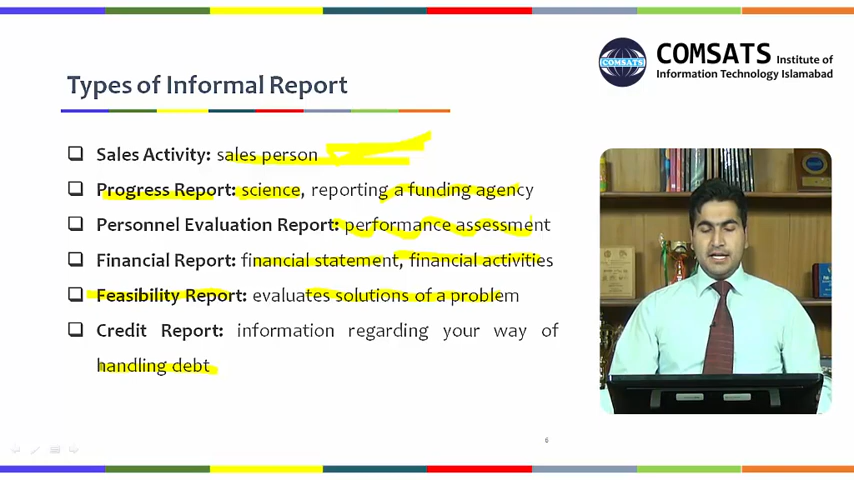 COMSATS Institute of
Information Technology Islamabad
COMSATS
Types of Informal Report
Sales Activity: sales person
Progress Report: science, reporting a funding agency
Personnel Evaluation Report: performance assessment
Financial Report: financial statement, financial activities
Feasibility Report: evaluates solutions of a problem
Credit Report: information regarding your way of
handling debt
6